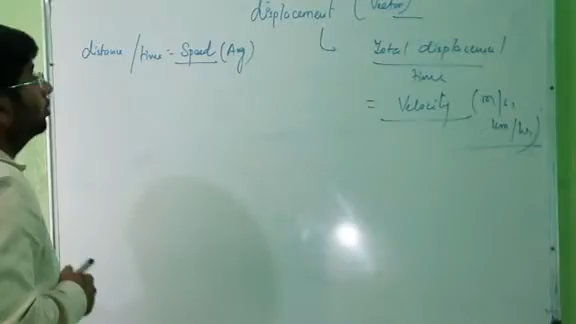 displacement (Vector)
distance / time :- Speed (Avg)
Total displacement
time
= Velocity (m/s,
km/hr)